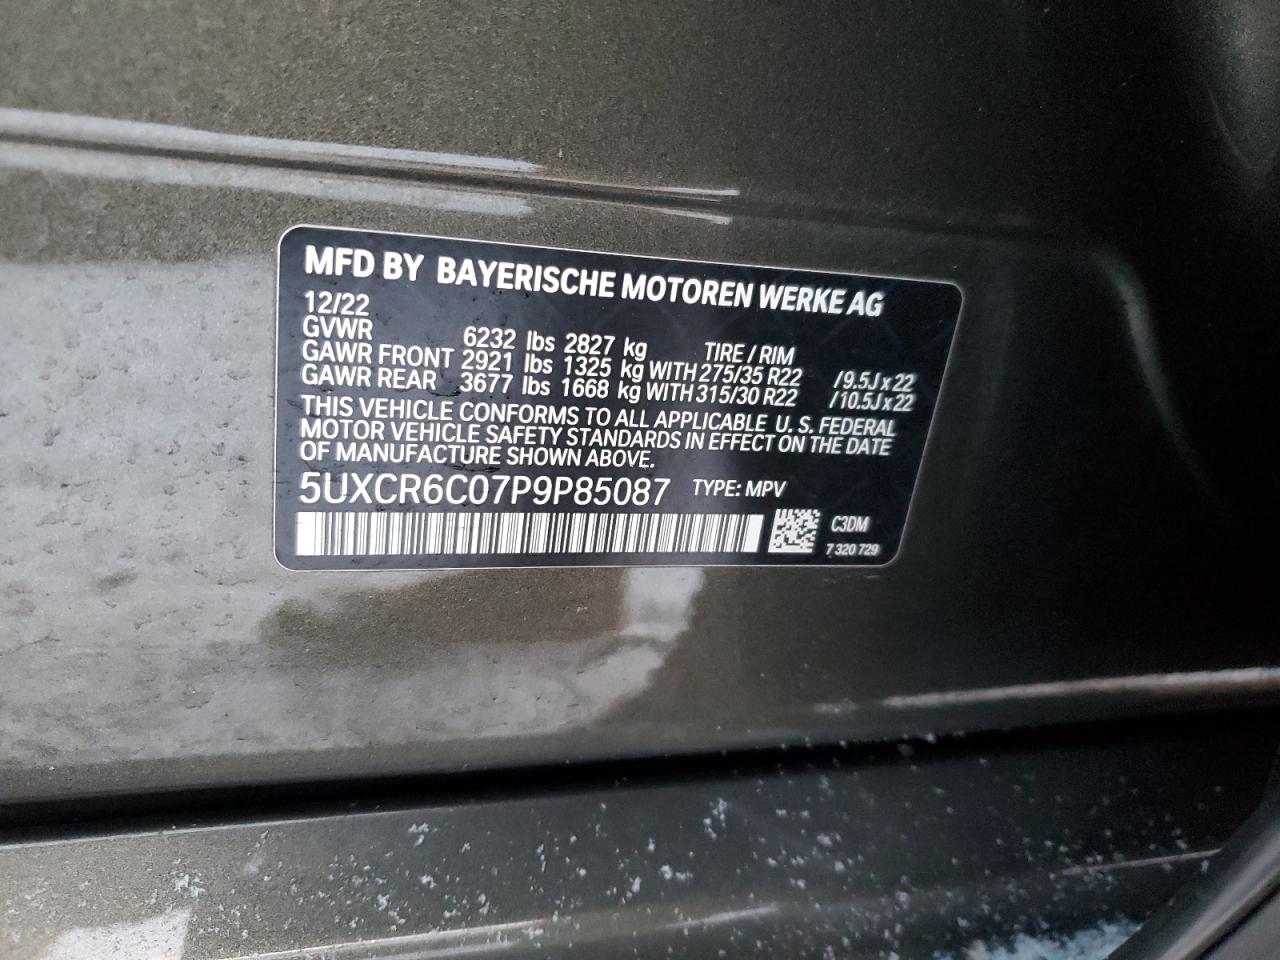 MFD BY BAYERISCHE MOTOREN WERKE AG
12/22
GVWR 6232 lbs 2827 kg TIRE / RIM
GAWR FRONT 2921 lbs 1325 kg WITH 275/35 R22 /9.5J x 22
GAWR REAR 3677 lbs 1668 kg WITH 315/30 R22 /10.5J x 22
THIS VEHICLE CONFORMS TO ALL APPLICABLE U. S. FEDERAL
MOTOR VEHICLE SAFETY STANDARDS IN EFFECT ON THE DATE
OF MANUFACTURE SHOWN ABOVE.
5UXCR6C07P9P85087 TYPE: MPV
C3DM
7 320 729